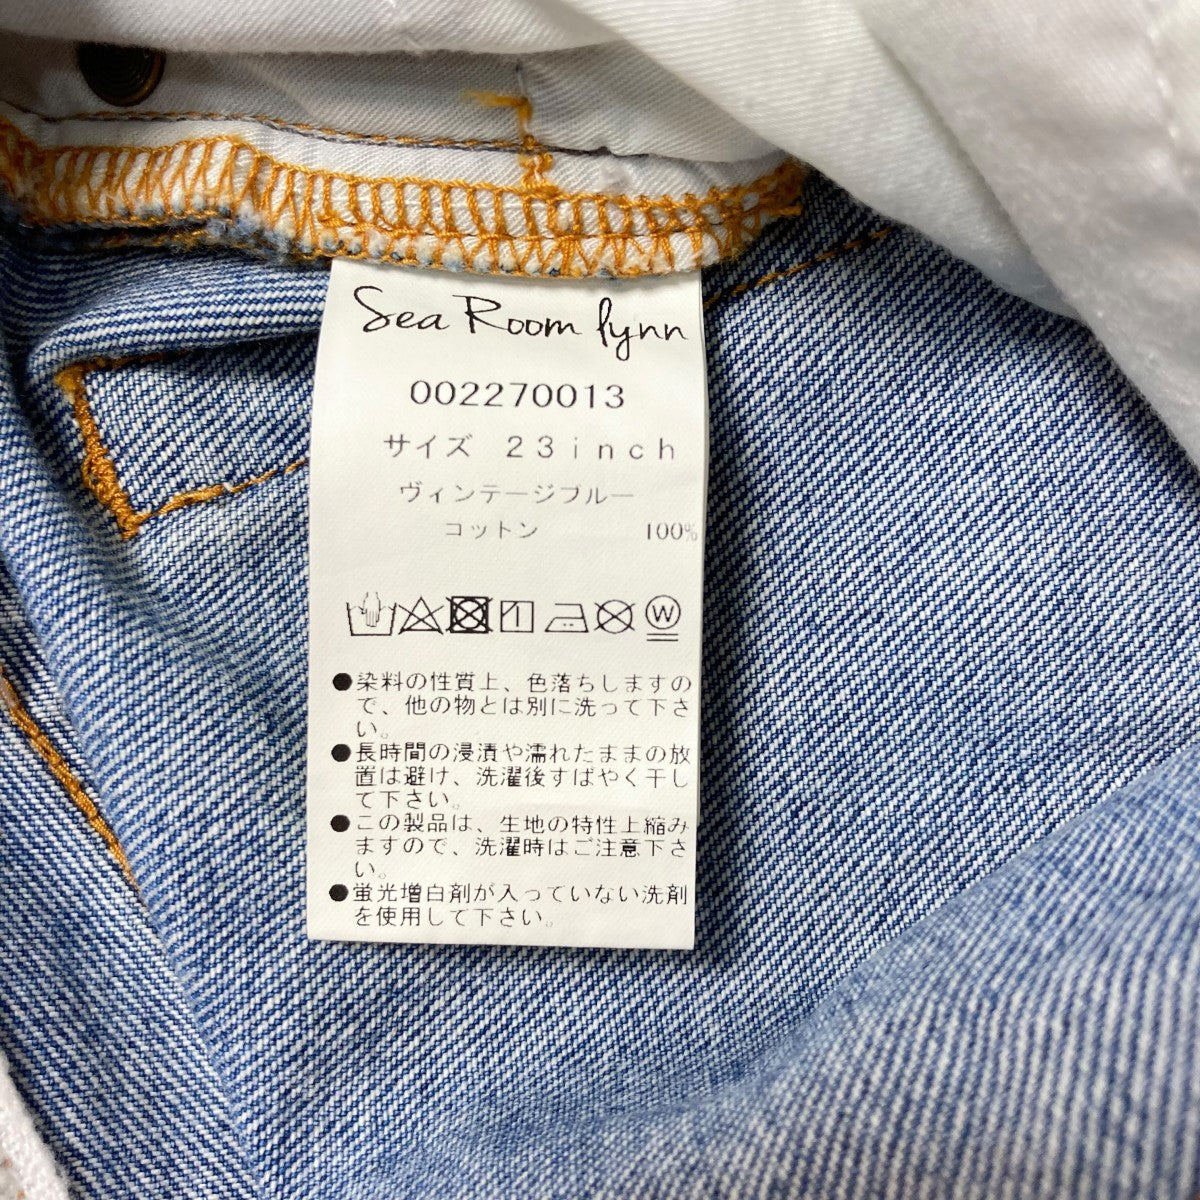 Sea Room lynn
002270013
サイズ 23inch
ヴィンテージブルー
コットン 100%
W
●染料の性質上、色落ちしますの
で、他の物とは別に洗って下さ
い。
●長時間の浸漬や濡れたままの放
置は避け、洗濯後すばやく干し
て下さい。
●この製品は、生地の特性上縮み
ますので、洗濯時はご注意下さ
い。
●蛍光増白剤が入っていない洗剤
を使用して下さい。